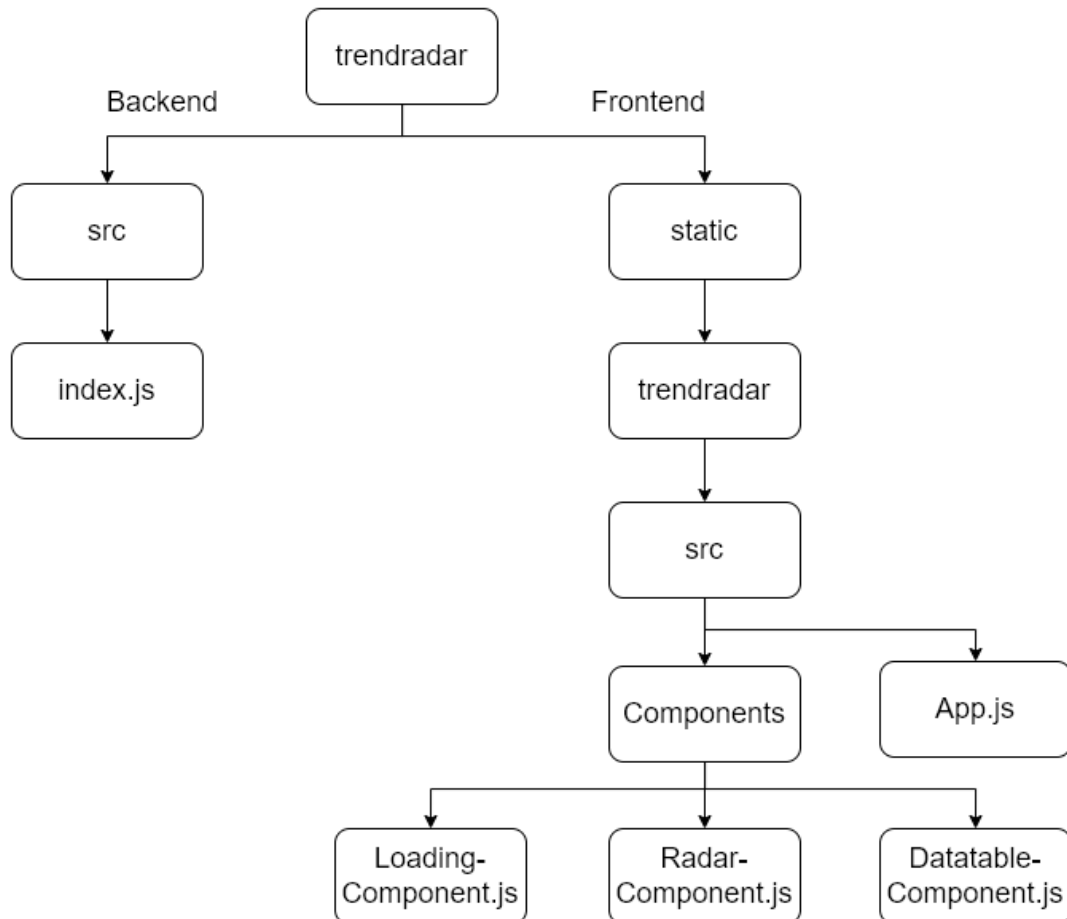 trendradar
Backend
Frontend
src
static
index.js
trendradar
src
Components
App.js
Loading-
Component.js
Radar-
Component.js
Datatable-
Component.js